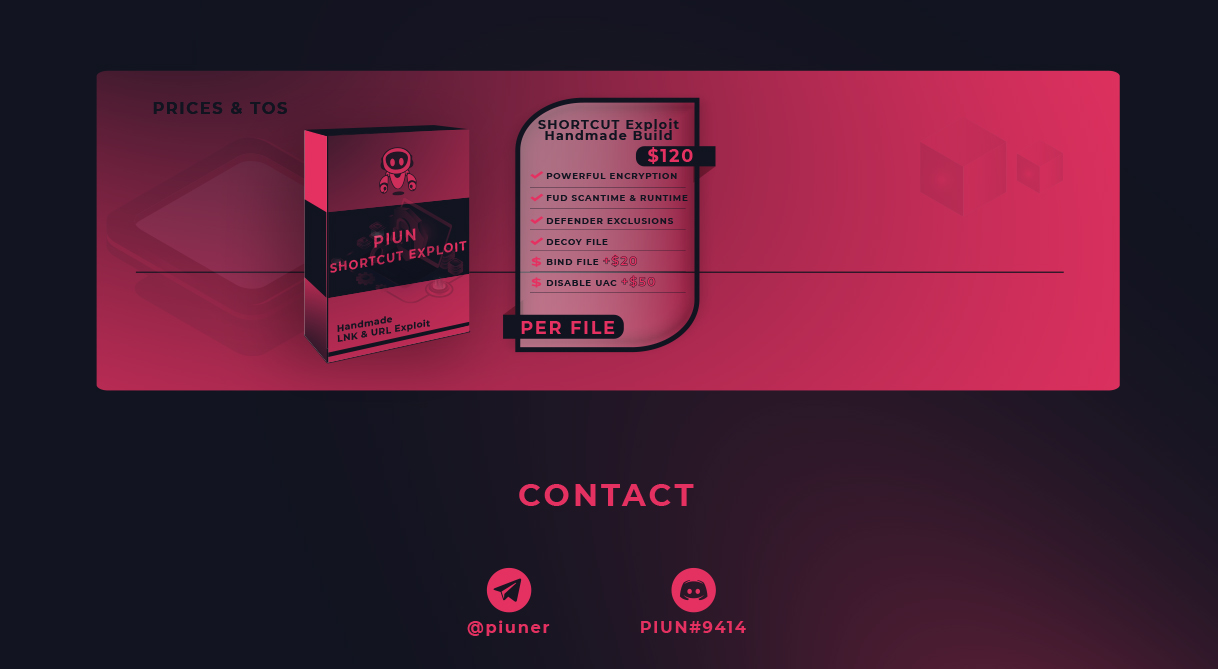 PRICES & TOS
PIUN
SHORTCUT EXPLOIT
Handmade
LNK & URL Exploit
SHORTCUT Exploit
Handmade Build
$120
POWERFUL ENCRYPTION
FUD SCANTIME & RUNTIME
DEFENDER EXCLUSIONS
DECOY FILE
$ BIND FILE +$20
$ DISABLE UAC +$50
PER FILE
CONTACT
@piuner
PIUN#9414